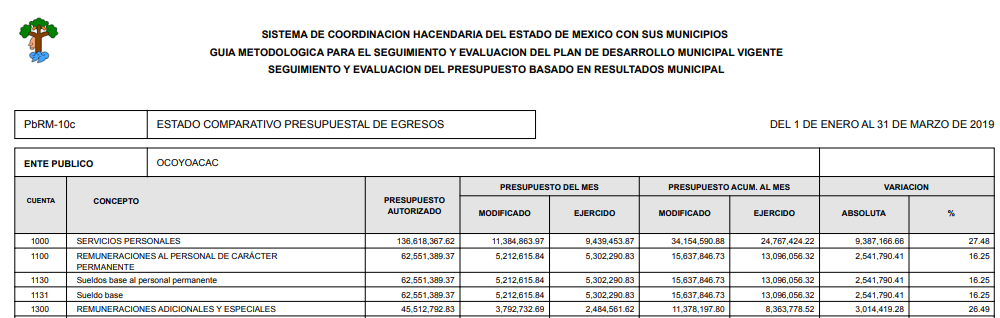 SISTEMA DE COORDINACION HACENDARIA DEL ESTADO DE MEXICO CON SUS MUNICIPIOS
GUIA METODOLOGICA PARA EL SEGUIMIENTO Y EVALUACION DEL PLAN DE DESARROLLO MUNICIPAL VIGENTE
SEGUIMIENTO Y EVALUACION DEL PRESUPUESTO BASADO EN RESULTADOS MUNICIPAL
PbRM-10c ESTADO COMPARATIVO PRESUPUESTAL DE EGRESOS DEL 1 DE ENERO AL 31 DE MARZO DE 2019
ENTE PUBLICO OCOYOACAC
CUENTA CONCEPTO PRESUPUESTO AUTORIZADO PRESUPUESTO DEL MES PRESUPUESTO ACUM. AL MES VARIACION
MODIFICADO EJERCIDO MODIFICADO EJERCIDO ABSOLUTA %
1000 SERVICIOS PERSONALES 136,618,367.62 11,384,863.97 9,439,453.87 34,154,590.88 24,767,424.22 9,387,166.66 27.48
1100 REMUNERACIONES AL PERSONAL DE CARÁCTER PERMANENTE 62,551,389.37 5,212,615.84 5,302,290.83 15,637,846.73 13,096,056.32 2,541,790.41 16.25
1130 Sueldos base al personal permanente 62,551,389.37 5,212,615.84 5,302,290.83 15,637,846.73 13,096,056.32 2,541,790.41 16.25
1131 Sueldo base 62,551,389.37 5,212,615.84 5,302,290.83 15,637,846.73 13,096,056.32 2,541,790.41 16.25
1300 REMUNERACIONES ADICIONALES Y ESPECIALES 45,512,792.83 3,792,732.69 2,484,561.62 11,378,197.80 8,363,778.52 3,014,419.28 26.49